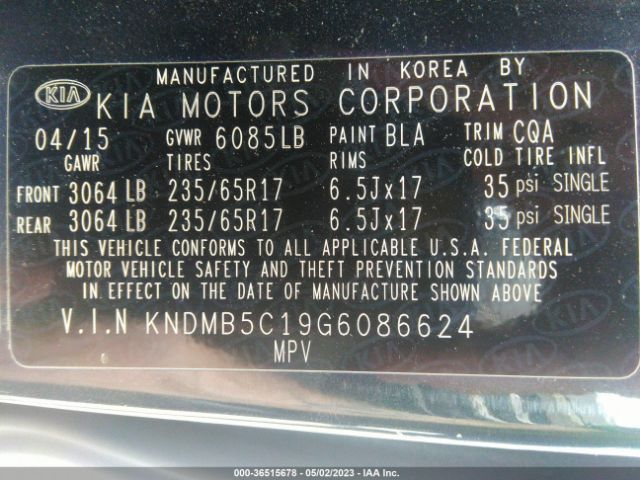 MANUFACTURED IN KOREA BY
KIA KIA MOTORS CORPORATION
04/15 GVWR 6085LB PAINT BLA TRIM CQA
GAWR TIRES RIMS COLD TIRE INFL
FRONT 3064 LB 235/65R17 6.5Jx17 35 psi SINGLE
REAR 3064 LB 235/65R17 6.5Jx17 35 psi SINGLE
THIS VEHICLE CONFORMS TO ALL APPLICABLE U.S.A. FEDERAL
MOTOR VEHICLE SAFETY AND THEFT PREVENTION STANDARDS
IN EFFECT ON THE DATE OF MANUFACTURE SHOWN ABOVE
V.I.N KNDMB5C19G6086624
MPV
000-36515678 - 05/02/2023 - IAA Inc.